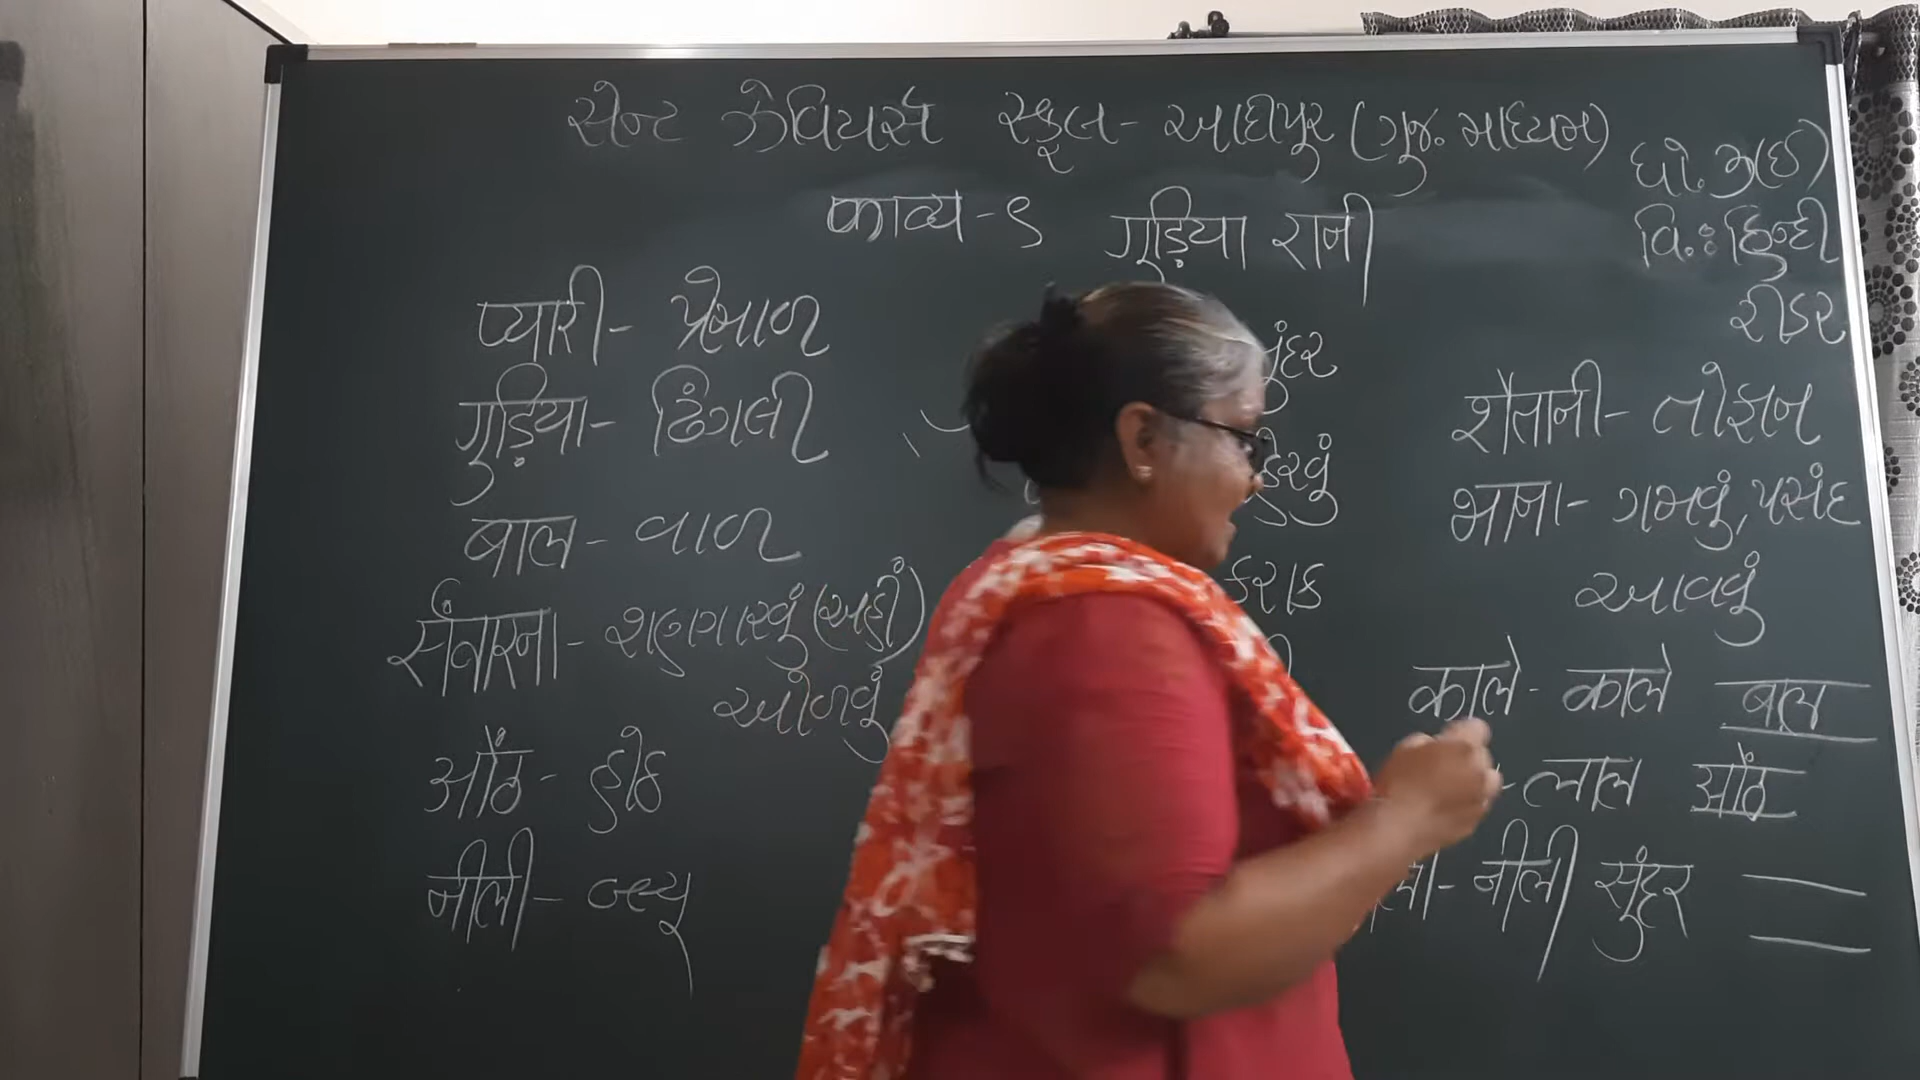 સેન્ટ ઝેવિયર્સ સ્કૂલ - આદીપુર (ગુજ. માધ્યમ)
ધો. ૩(ઈ)
વિ.: હિન્દી
રીડર
काव्य - ९ गुड़िया रानी
प्यारी - પ્રેમાળ
गुड़िया - ઢીંગલી
बाल - વાળ
सँवारना - શણગારવું (અહીં)
ઓળવું
ओंठ - હોઠ
नीली - બ્લ્યૂ
शैतानी - તોફાન
भाना - ગમવું, પસંદ
આવવું
काले - काले बाल
लाल ओंठ
नीली सुंदर